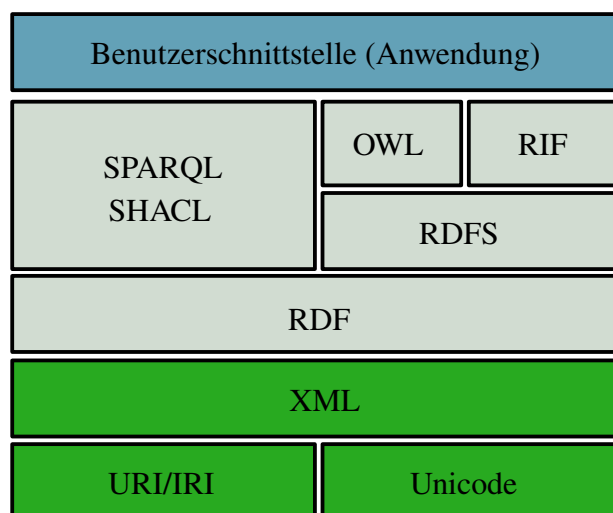 Benutzerschnittstelle (Anwendung)
SPARQL
SHACL
OWL
RIF
RDFS
RDF
XML
URI/IRI
Unicode